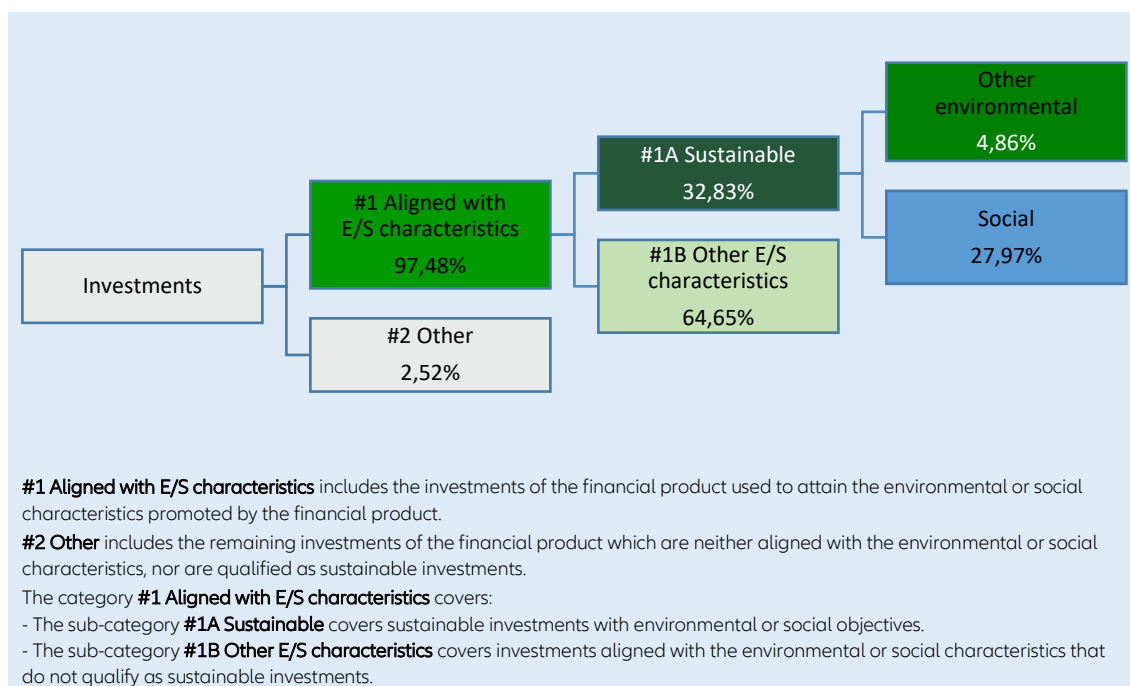 Investments
#1 Aligned with
E/S characteristics
97,48%
#2 Other
2,52%
#1A Sustainable
32,83%
#1B Other E/S
characteristics
64,65%
Other
environmental
4,86%
Social
27,97%
#1 Aligned with E/S characteristics includes the investments of the financial product used to attain the environmental or social
characteristics promoted by the financial product.
#2 Other includes the remaining investments of the financial product which are neither aligned with the environmental or social
characteristics, nor are qualified as sustainable investments.
The category #1 Aligned with E/S characteristics covers:
- The sub-category #1A Sustainable covers sustainable investments with environmental or social objectives.
- The sub-category #1B Other E/S characteristics covers investments aligned with the environmental or social characteristics that
do not qualify as sustainable investments.